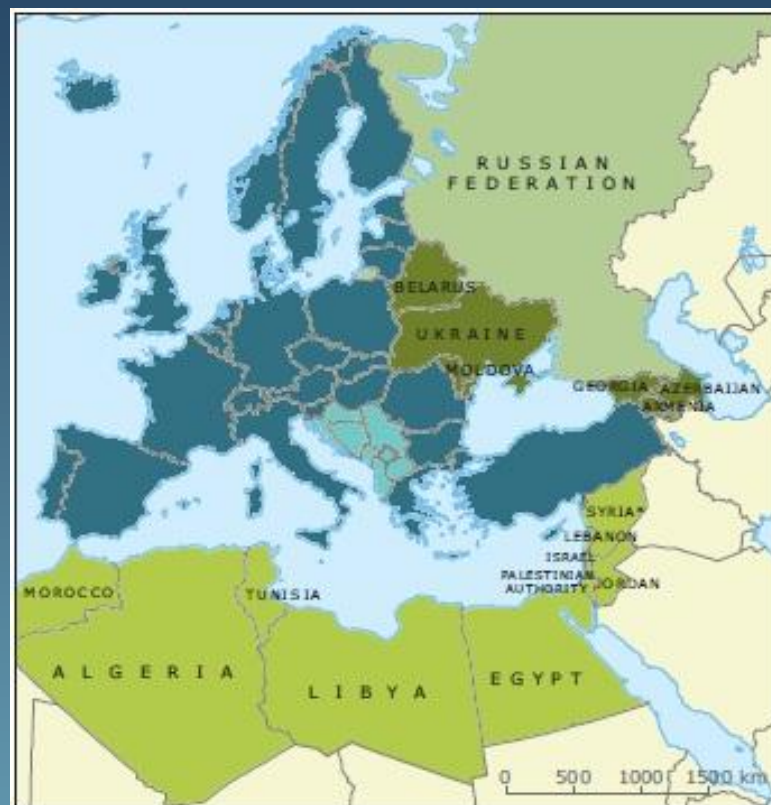 RUSSIAN
FEDERATION
BELARUS
UKRAINE
MOLDOVA
GEORGIA
AZERBAIJAN
ARMENIA
SYRIA*
LEBANON
ISRAEL
PALESTINIAN
AUTHORITY
JORDAN
MOROCCO
TUNISIA
ALGERIA
LIBYA
EGYPT
0 500 1000 1500 km